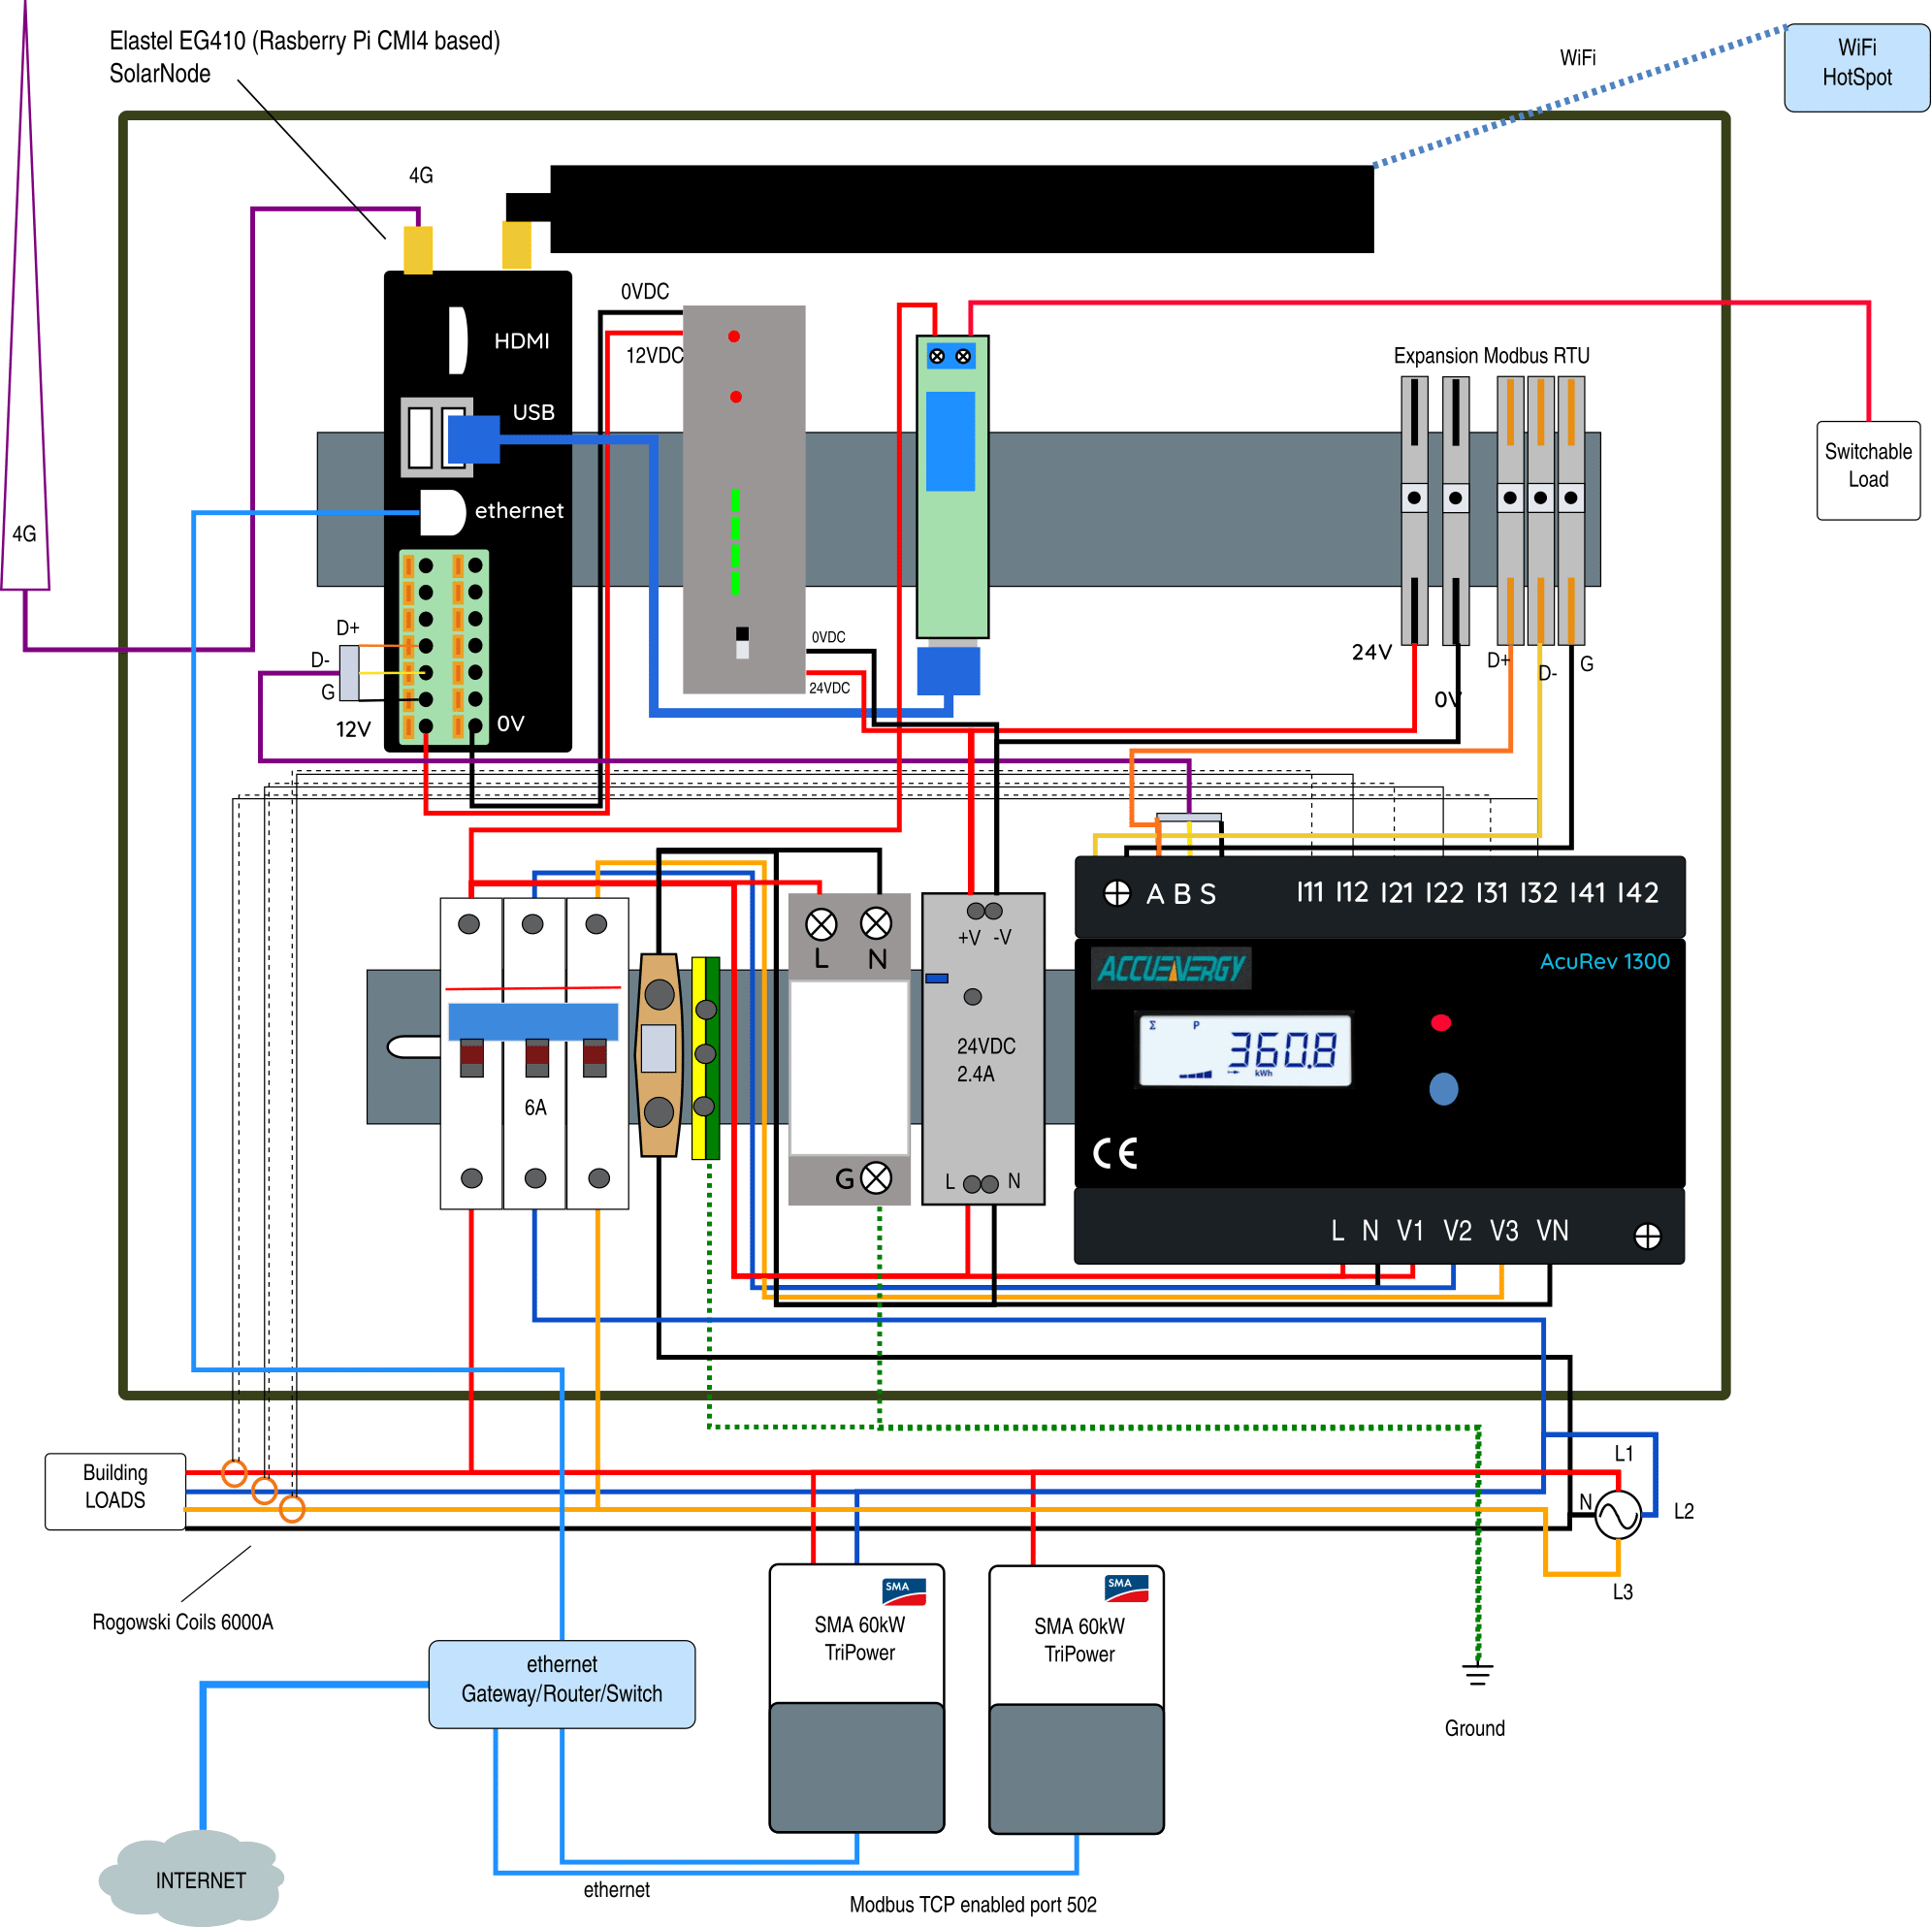 Elastel EG410 (Rasberry Pi CMI4 based)
SolarNode
WiFi
WiFi
HotSpot
4G
4G
HDMI
USB
ethernet
0VDC
12VDC
Expansion Modbus RTU
Switchable
Load
D+
D-
G
12V
0V
0VDC
24VDC
24V
0V
D+
D-
G
A B S
I11 I12 I21 I22 I31 I32 I41 I42
L N
+V -V
ACCUENERGY
AcuRev 1300
Σ P
360.8
kWh
24VDC
2.4A
6A
CE
G
L N
L N V1 V2 V3 VN
Building
LOADS
L1
N
L2
L3
Rogowski Coils 6000A
SMA
SMA 60kW
TriPower
SMA
SMA 60kW
TriPower
ethernet
Gateway/Router/Switch
Ground
INTERNET
ethernet
Modbus TCP enabled port 502